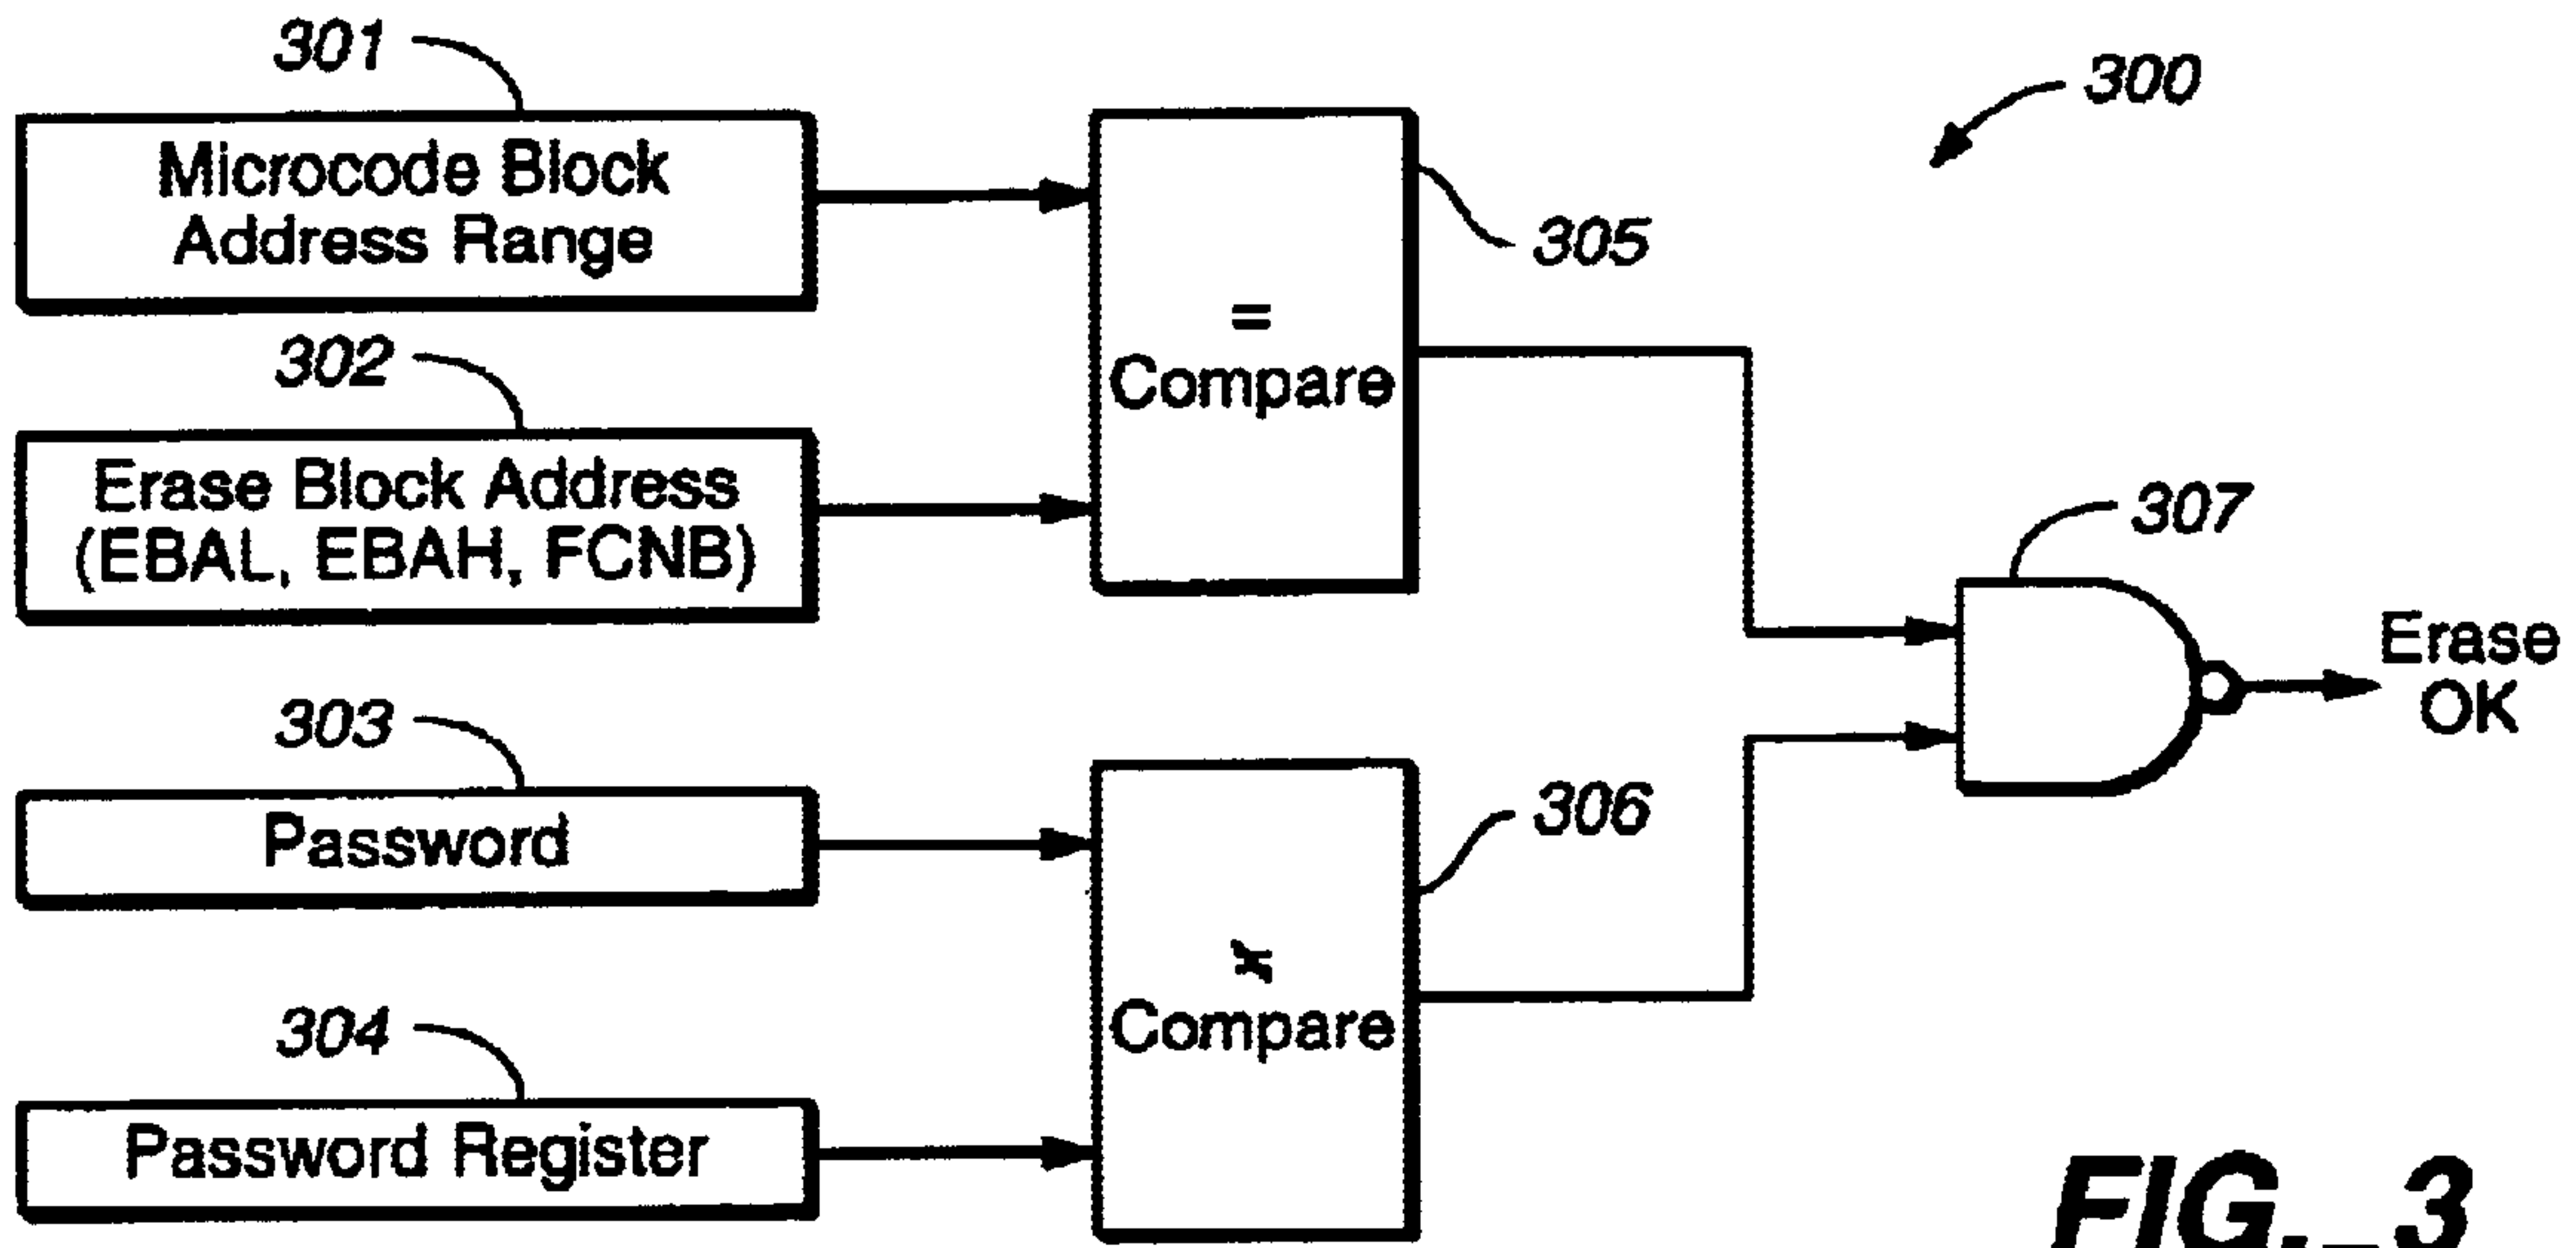 301
300
Microcode Block
Address Range
305
=
Compare
302
Erase Block Address
(EBAL, EBAH, FCNB)
307
Erase
OK
303
Password
306
≠
Compare
304
Password Register
FIG._3